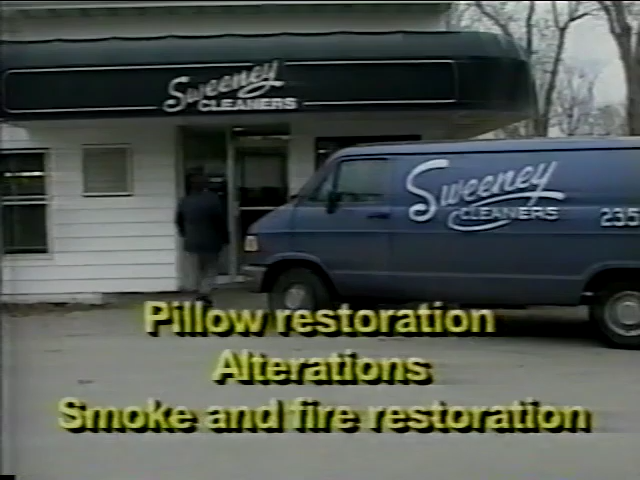 Sweeney
CLEANERS
Sweeney
CLEANERS
235
Pillow restoration
Alterations
Smoke and fire restoration